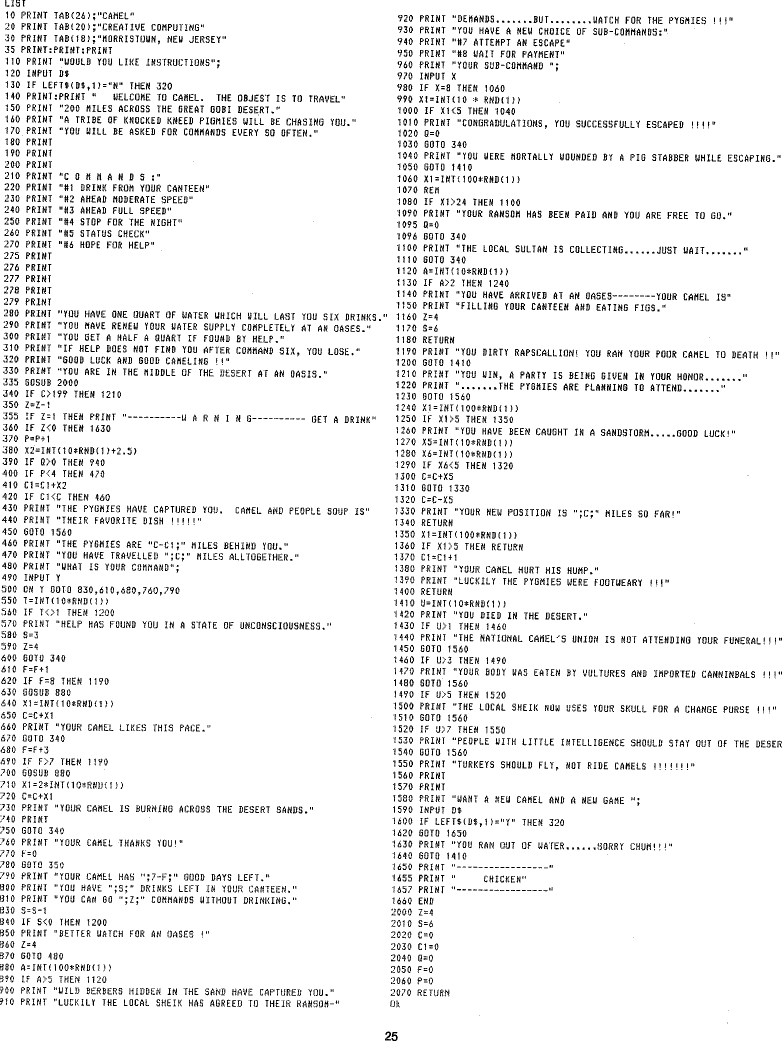 LIST
10 PRINT TAB(26);"CAMEL"
20 PRINT TAB(20);"CREATIVE COMPUTING"
30 PRINT TAB(18);"MORRISTOWN, NEW JERSEY"
35 PRINT:PRINT:PRINT
110 PRINT "WOULD YOU LIKE INSTRUCTIONS";
120 INPUT D$
130 IF LEFT$(D$,1)="N" THEN 320
140 PRINT:PRINT "   WELCOME TO CAMEL.  THE OBJEST IS TO TRAVEL"
150 PRINT "200 MILES ACROSS THE GREAT GOBI DESERT."
160 PRINT "A TRIBE OF KNOCKED KNEED PIGMIES WILL BE CHASING YOU."
170 PRINT "YOU WILL BE ASKED FOR COMMANDS EVERY SO OFTEN."
180 PRINT
190 PRINT
200 PRINT
210 PRINT "C O M M A N D S :"
220 PRINT "#1 DRINK FROM YOUR CANTEEN"
230 PRINT "#2 AHEAD MODERATE SPEED"
240 PRINT "#3 AHEAD FULL SPEED"
250 PRINT "#4 STOP FOR THE NIGHT"
260 PRINT "#5 STATUS CHECK"
270 PRINT "#6 HOPE FOR HELP"
275 PRINT
276 PRINT
277 PRINT
278 PRINT
279 PRINT
280 PRINT "YOU HAVE ONE QUART OF WATER WHICH WILL LAST YOU SIX DRINKS."
290 PRINT "YOU MAVE RENEW YOUR WATER SUPPLY COMPLETELY AT AN OASES."
300 PRINT "YOU GET A HALF A QUART IF FOUND BY HELP."
310 PRINT "IF HELP DOES NOT FIND YOU AFTER COMMAND SIX, YOU LOSE."
320 PRINT "GOOD LUCK AND GOOD CAMELING !!"
330 PRINT "YOU ARE IN THE MIDDLE OF THE DESERT AT AN OASIS."
335 GOSUB 2000
340 IF C>199 THEN 1210
350 Z=Z-1
355 IF Z=1 THEN PRINT "----------W A R N I N G---------- GET A DRINK"
360 IF Z<0 THEN 1630
370 P=P+1
380 X2=INT(10*RND(1)+2.5)
390 IF Q>0 THEN 940
400 IF P<4 THEN 470
410 C1=C1+X2
420 IF C1<C THEN 460
430 PRINT "THE PYGMIES HAVE CAPTURED YOU.  CAMEL AND PEOPLE SOUP IS"
440 PRINT "THEIR FAVORITE DISH !!!!!"
450 GOTO 1560
460 PRINT "THE PYGMIES ARE "C-C1;" MILES BEHIND YOU."
470 PRINT "YOU HAVE TRAVELLED ";C;" MILES ALLTOGETHER."
480 PRINT "WHAT IS YOUR COMMAND";
490 INPUT Y
500 ON Y GOTO 830,610,680,760,790
550 T=INT(10*RND(1))
560 IF T<>1 THEN 1200
570 PRINT "HELP HAS FOUND YOU IN A STATE OF UNCONSCIOUSNESS."
580 S=3
590 Z=4
600 GOTO 340
610 F=F+1
620 IF F=8 THEN 1190
630 GOSUB 880
640 X1=INT(10*RND(1))
650 C=C+X1
660 PRINT "YOUR CAMEL LIKES THIS PACE."
670 GOTO 340
680 F=F+3
690 IF F>7 THEN 1190
700 GOSUB 880
710 X1=2*INT(10*RND(1))
720 C=C+X1
730 PRINT "YOUR CAMEL IS BURNING ACROSS THE DESERT SANDS."
740 PRINT
750 GOTO 340
760 PRINT "YOUR CAMEL THANKS YOU!"
770 F=0
780 GOTO 350
790 PRINT "YOUR CAMEL HAS ";7-F;" GOOD DAYS LEFT."
800 PRINT "YOU HAVE ";S;" DRINKS LEFT IN YOUR CANTEEN."
810 PRINT "YOU CAN GO ";Z;" COMMANDS WITHOUT DRINKING."
830 S=S-1
840 IF S<0 THEN 1200
850 PRINT "BETTER WATCH FOR AN OASES !"
860 Z=4
870 GOTO 480
880 A=INT(100*RND(1))
890 IF A>5 THEN 1120
900 PRINT "WILD BERBERS HIDDEN IN THE SAND HAVE CAPTURED YOU."
910 PRINT "LUCKILY THE LOCAL SHEIK HAS AGREED TO THEIR RANSOM-"
920 PRINT "DEMANDS.......BUT........WATCH FOR THE PYGMIES !!!"
930 PRINT "YOU HAVE A NEW CHOICE OF SUB-COMMANDS:"
940 PRINT "#7 ATTEMPT AN ESCAPE"
950 PRINT "#8 WAIT FOR PAYMENT"
960 PRINT "YOUR SUB-COMMAND ";
970 INPUT X
980 IF X=8 THEN 1060
990 X1=INT(10 * RND(1))
1000 IF X1<5 THEN 1040
1010 PRINT "CONGRADULATIONS, YOU SUCCESSFULLY ESCAPED !!!!"
1020 Q=0
1030 GOTO 340
1040 PRINT "YOU WERE MORTALLY WOUNDED BY A PIG STABBER WHILE ESCAPING."
1050 GOTO 1410
1060 X1=INT(100*RND(1))
1070 REM
1080 IF X1>24 THEN 1100
1090 PRINT "YOUR RANSOM HAS BEEN PAID AND YOU ARE FREE TO GO."
1095 Q=0
1096 GOTO 340
1100 PRINT "THE LOCAL SULTAN IS COLLECTING......JUST WAIT......."
1110 GOTO 340
1120 A=INT(10*RND(1))
1130 IF A>2 THEN 1240
1140 PRINT "YOU HAVE ARRIVED AT AN OASES--------YOUR CAMEL IS"
1150 PRINT "FILLING YOUR CANTEEN AND EATING FIGS."
1160 Z=4
1170 S=6
1180 RETURN
1190 PRINT "YOU DIRTY RAPSCALLION! YOU RAN YOUR POOR CAMEL TO DEATH !!"
1200 GOTO 1410
1210 PRINT "YOU WIN, A PARTY IS BEING GIVEN IN YOUR HONOR......."
1220 PRINT ".......THE PYGMIES ARE PLANNING TO ATTEND......."
1230 GOTO 1560
1240 X1=INT(100*RND(1))
1250 IF X1>5 THEN 1350
1260 PRINT "YOU HAVE BEEN CAUGHT IN A SANDSTORM.....GOOD LUCK!"
1270 X5=INT(10*RND(1))
1280 X6=INT(10*RND(1))
1290 IF X6<5 THEN 1320
1300 C=C+X5
1310 GOTO 1330
1320 C=C-X5
1330 PRINT "YOUR NEW POSITION IS ";C;" MILES SO FAR!"
1340 RETURN
1350 X1=INT(100*RND(1))
1360 IF X1>5 THEN RETURN
1370 C1=C1+1
1380 PRINT "YOUR CAMEL HURT HIS HUMP."
1390 PRINT "LUCKILY THE PYGMIES WERE FOOTWEARY !!!"
1400 RETURN
1410 U=INT(10*RND(1))
1420 PRINT "YOU DIED IN THE DESERT."
1430 IF U>1 THEN 1460
1440 PRINT "THE NATIONAL CAMEL'S UNION IS NOT ATTENDING YOUR FUNERAL!!!"
1450 GOTO 1560
1460 IF U>3 THEN 1490
1470 PRINT "YOUR BODY WAS EATEN BY VULTURES AND IMPORTED CANNINBALS !!!"
1480 GOTO 1560
1490 IF U>5 THEN 1520
1500 PRINT "THE LOCAL SHEIK NOW USES YOUR SKULL FOR A CHANGE PURSE !!!"
1510 GOTO 1560
1520 IF U>7 THEN 1550
1530 PRINT "PEOPLE WITH LITTLE INTELLIGENCE SHOULD STAY OUT OF THE DESER
1540 GOTO 1560
1550 PRINT "TURKEYS SHOULD FLY, NOT RIDE CAMELS !!!!!!!"
1560 PRINT
1570 PRINT
1580 PRINT "WANT A NEW CAMEL AND A NEW GAME ";
1590 INPUT D$
1600 IF LEFT$(D$,1)="Y" THEN 320
1620 GOTO 1650
1630 PRINT "YOU RAN OUT OF WATER......SORRY CHUM!!!"
1640 GOTO 1410
1650 PRINT "-----------------"
1655 PRINT "     CHICKEN"
1657 PRINT "-----------------"
1660 END
2000 Z=4
2010 S=6
2020 C=0
2030 C1=0
2040 Q=0
2050 F=0
2060 P=0
2070 RETURN
Ok
25